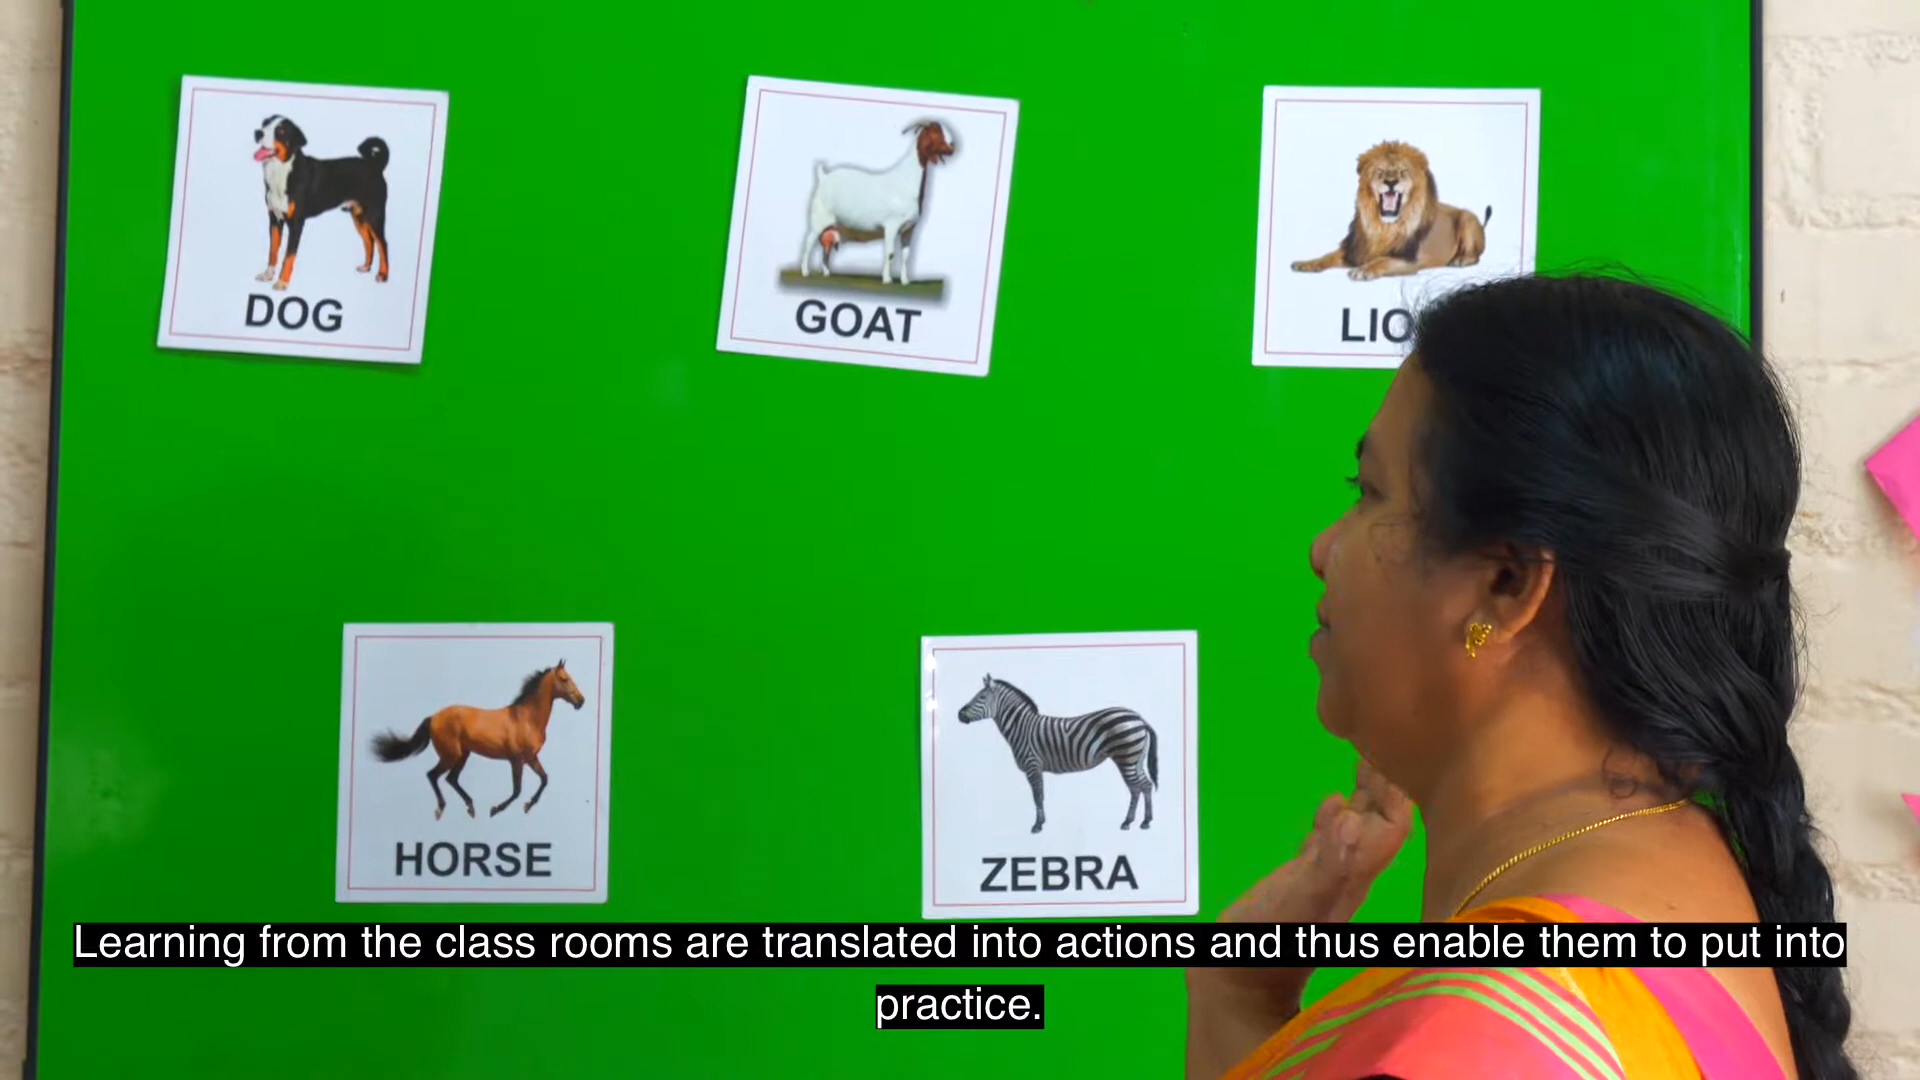 DOG
GOAT
LIO
HORSE
ZEBRA
Learning from the class rooms are translated into actions and thus enable them to put into
practice.